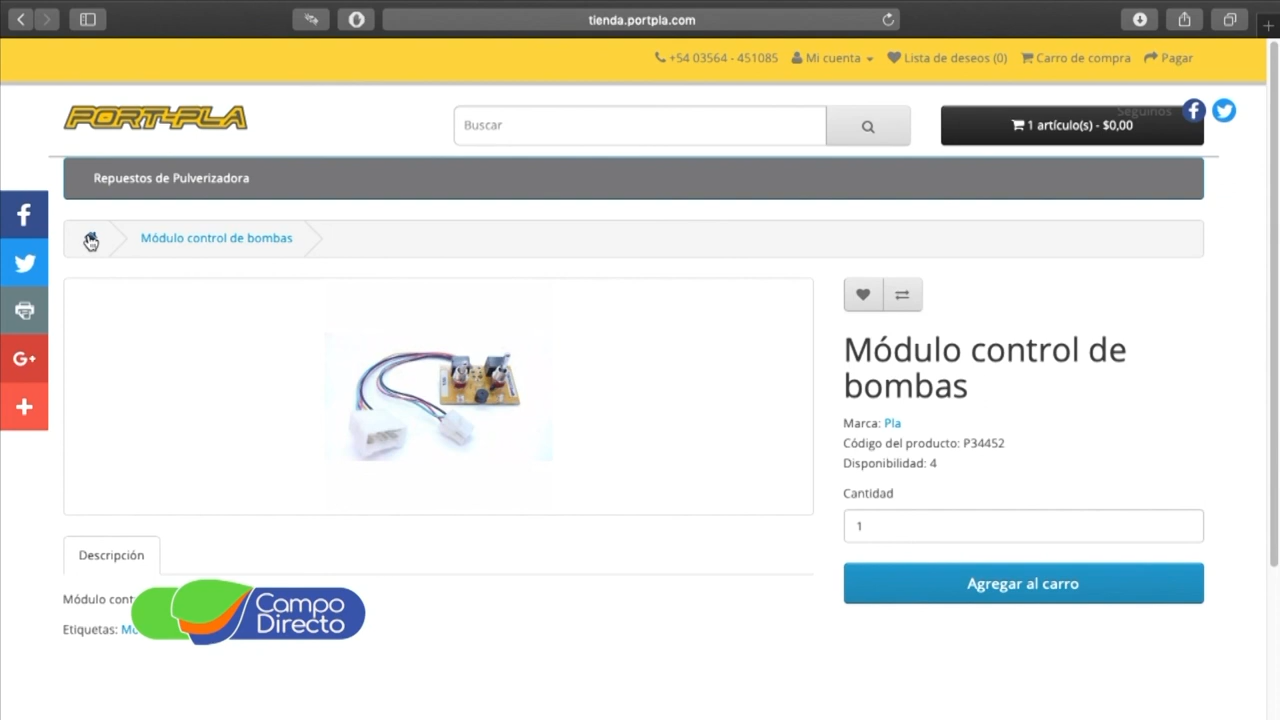 tienda.portpla.com
+54 03564 - 451085 Mi cuenta Lista de deseos (0) Carro de compra Pagar
PORT-PLA
Buscar
1 artículo(s) - $0,00
Seguinos
Repuestos de Pulverizadora
Módulo control de bombas
G+
Módulo control de
bombas
Marca: Pla
Código del producto: P34452
Disponibilidad: 4
Cantidad
1
Agregar al carro
Descripción
Módulo
Etiquetas:
Campo
Directo